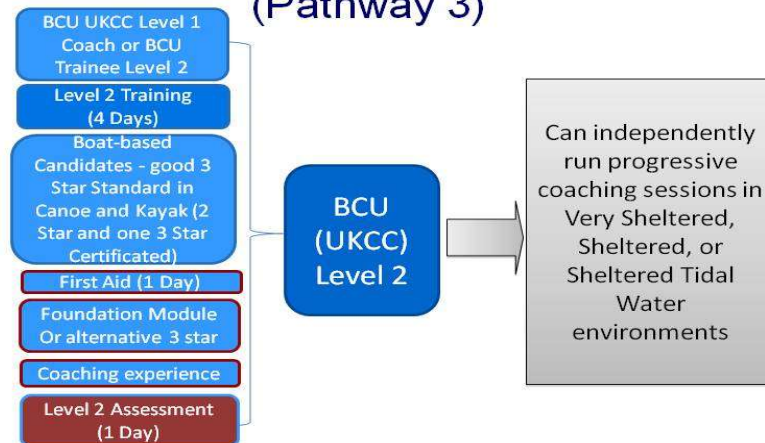 (Pathway 3)
BCU UKCC Level 1
Coach or BCU
Trainee Level 2
Level 2 Training
(4 Days)
Boat-based
Candidates - good 3
Star Standard in
Canoe and Kayak (2
Star and one 3 Star
Certificated)
First Aid (1 Day)
Foundation Module
Or alternative 3 star
Coaching experience
Level 2 Assessment
(1 Day)
BCU
(UKCC)
Level 2
Can independently
run progressive
coaching sessions in
Very Sheltered,
Sheltered, or
Sheltered Tidal
Water
environments